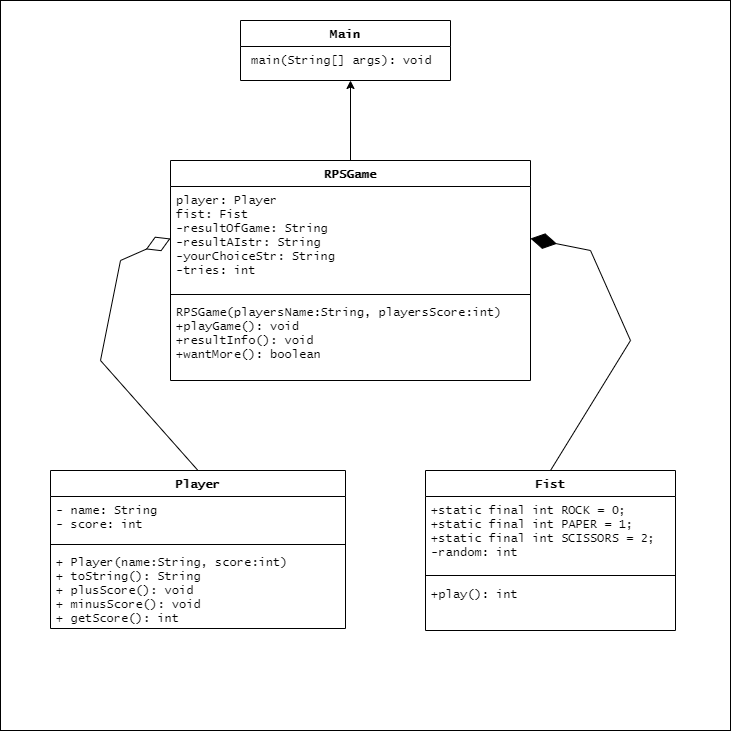 Main
main(String[] args): void
RPSGame
player: Player
fist: Fist
-resultOfGame: String
-resultAIstr: String
-yourChoiceStr: String
-tries: int
RPSGame(playersName:String, playersScore:int)
+playGame(): void
+resultInfo(): void
+wantMore(): boolean
Player
- name: String
- score: int
+ Player(name:String, score:int)
+ toString(): String
+ plusScore(): void
+ minusScore(): void
+ getScore(): int
Fist
+static final int ROCK = 0;
+static final int PAPER = 1;
+static final int SCISSORS = 2;
-random: int
+play(): int